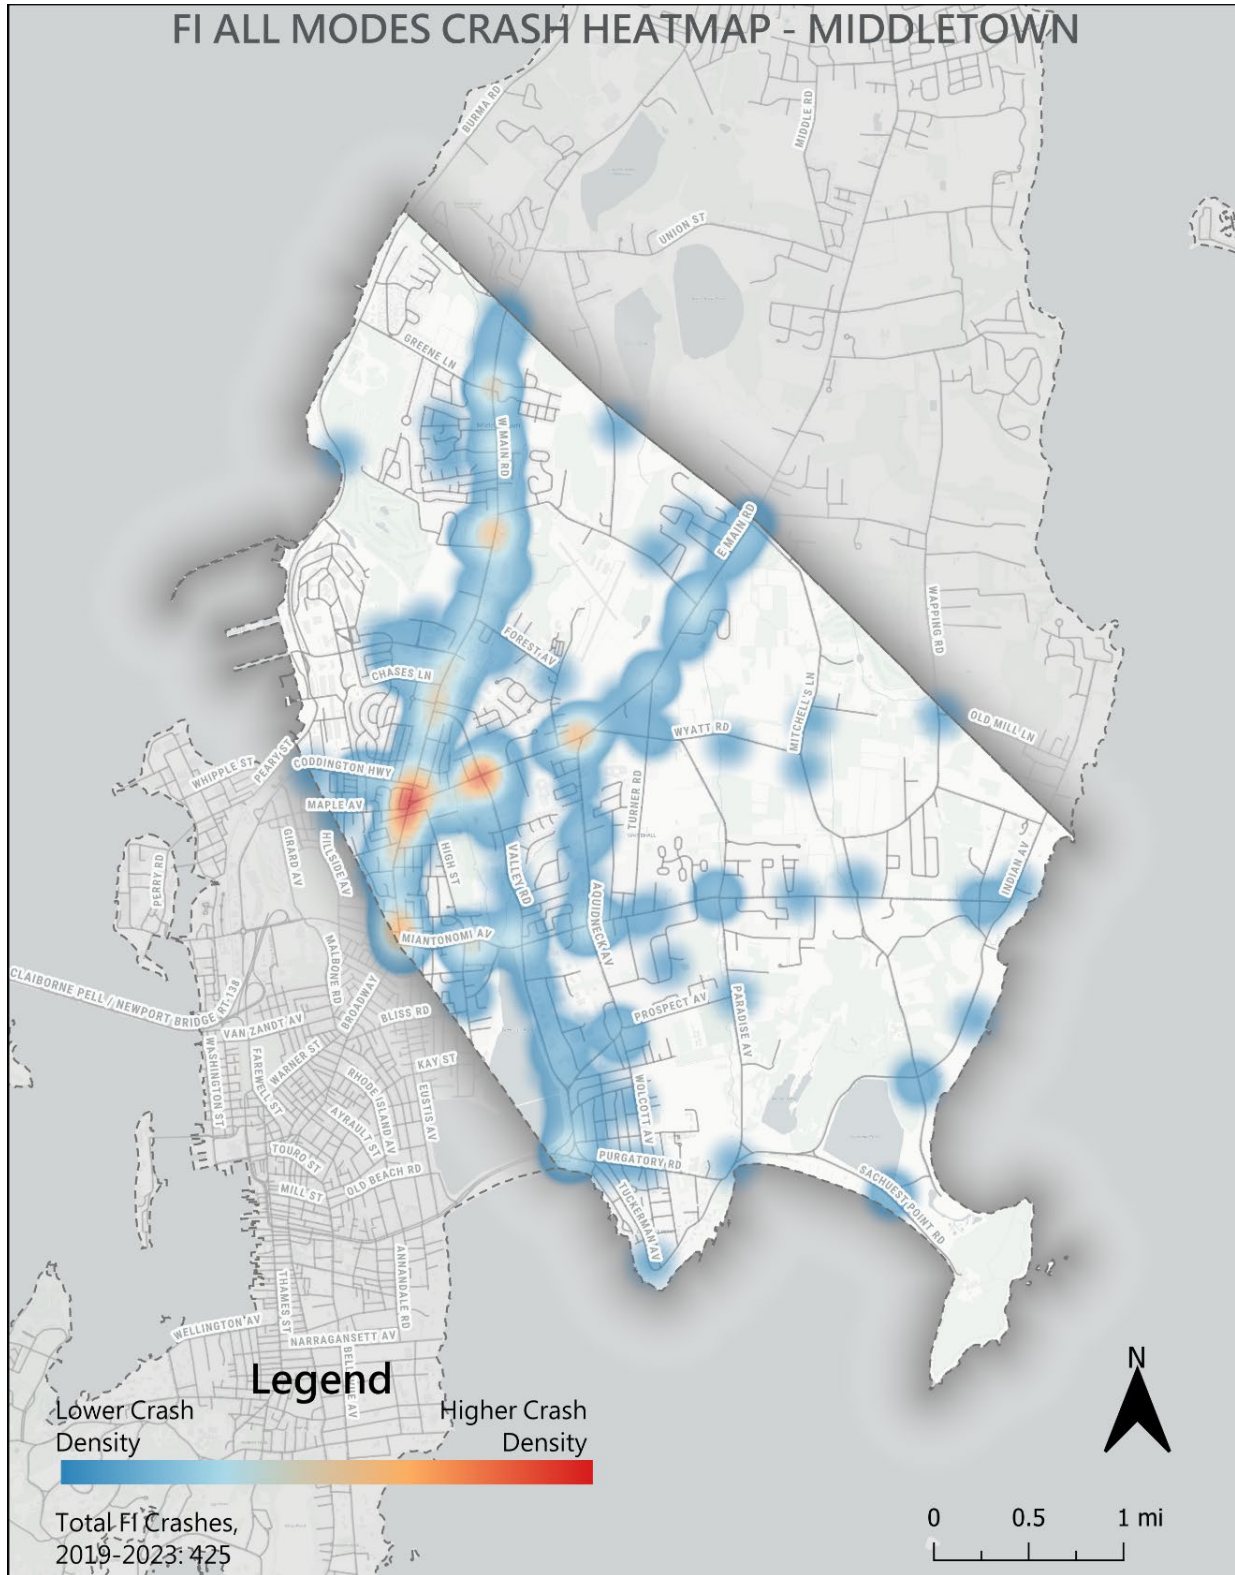 FI ALL MODES CRASH HEATMAP - MIDDLETOWN
BURMA RD
MIDDLE RD
UNION ST
GREENE LN
W MAIN RD
E MAIN RD
WAPPING RD
FOREST AV
CHASES LN
MITCHELL'S LN
OLD MILL LN
WYATT RD
WHIPPLE ST
PEARY ST
CODDINGTON HWY
MAPLE AV
TURNER RD
GIRARD AV
HILLSIDE AV
HIGH ST
VALLEY RD
PERRY RD
INDIAN AV
AQUIDNECK AV
MIANTONOMI AV
MALBONE RD
BROADWAY
CLAIBORNE PELL / NEWPORT BRIDGE RT-138
BLISS RD
PROSPECT AV
PARADISE AV
VAN ZANDT AV
WASHINGTON ST
FAREWELL ST
WARNER ST
KAY ST
RHODE ISLAND AV
EUSTIS AV
WOLCOTT AV
AYRAULT ST
TOURO ST
PURGATORY RD
OLD BEACH RD
MILL ST
TUCKERMAN AV
SACHUEST POINT RD
ANNANDALE RD
THAMES ST
WELLINGTON AV
NARRAGANSETT AV
Legend
Lower Crash
Density
Higher Crash
Density
Total FI Crashes,
2019-2023: 425
N
0 0.5 1 mi